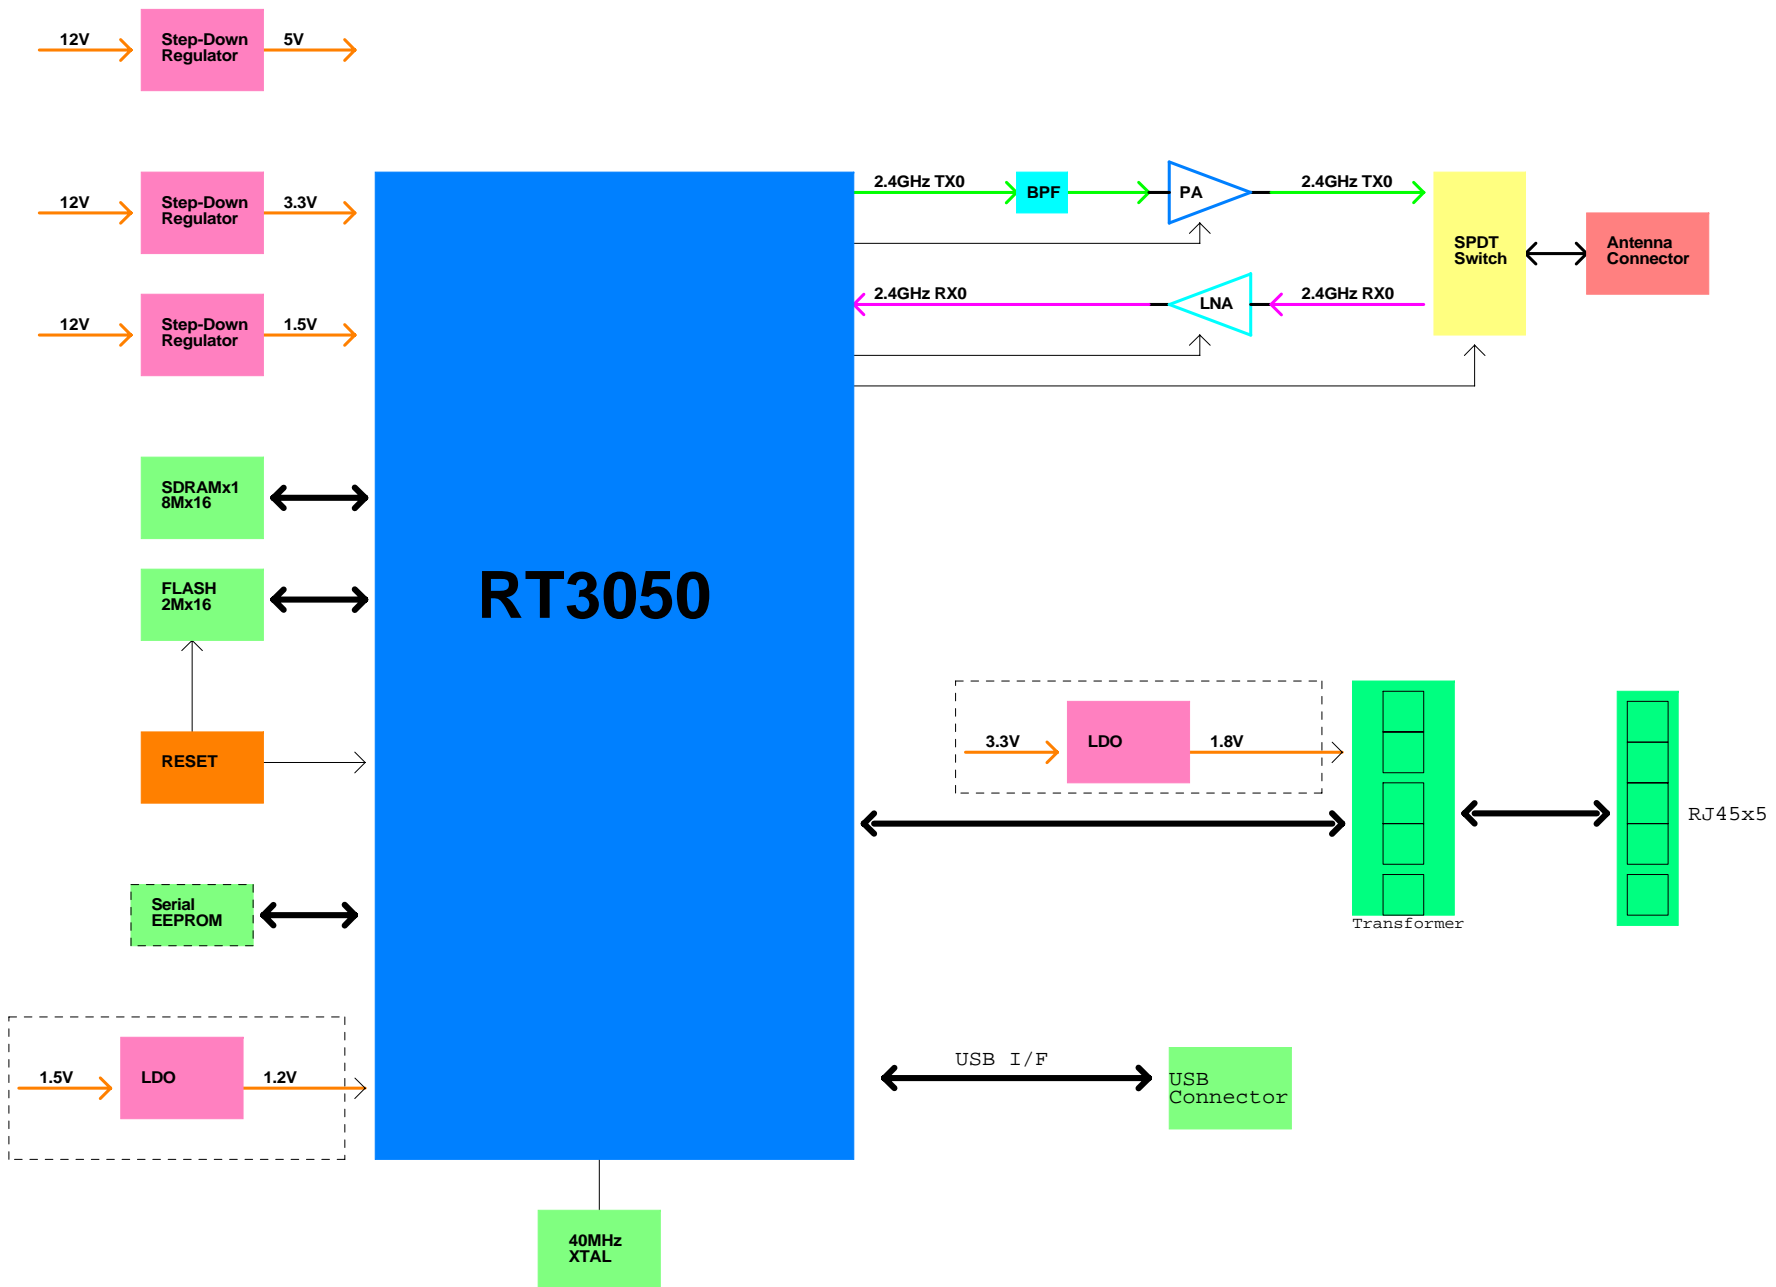 12V
Step-Down
Regulator
5V
12V
Step-Down
Regulator
3.3V
12V
Step-Down
Regulator
1.5V
2.4GHz TX0
BPF
PA
2.4GHz TX0
SPDT
Switch
Antenna
Connector
2.4GHz RX0
LNA
2.4GHz RX0
SDRAMx1
8Mx16
FLASH
2Mx16
RT3050
RESET
3.3V
LDO
1.8V
Transformer
RJ45x5
Serial
EEPROM
1.5V
LDO
1.2V
USB I/F
USB
Connector
40MHz
XTAL